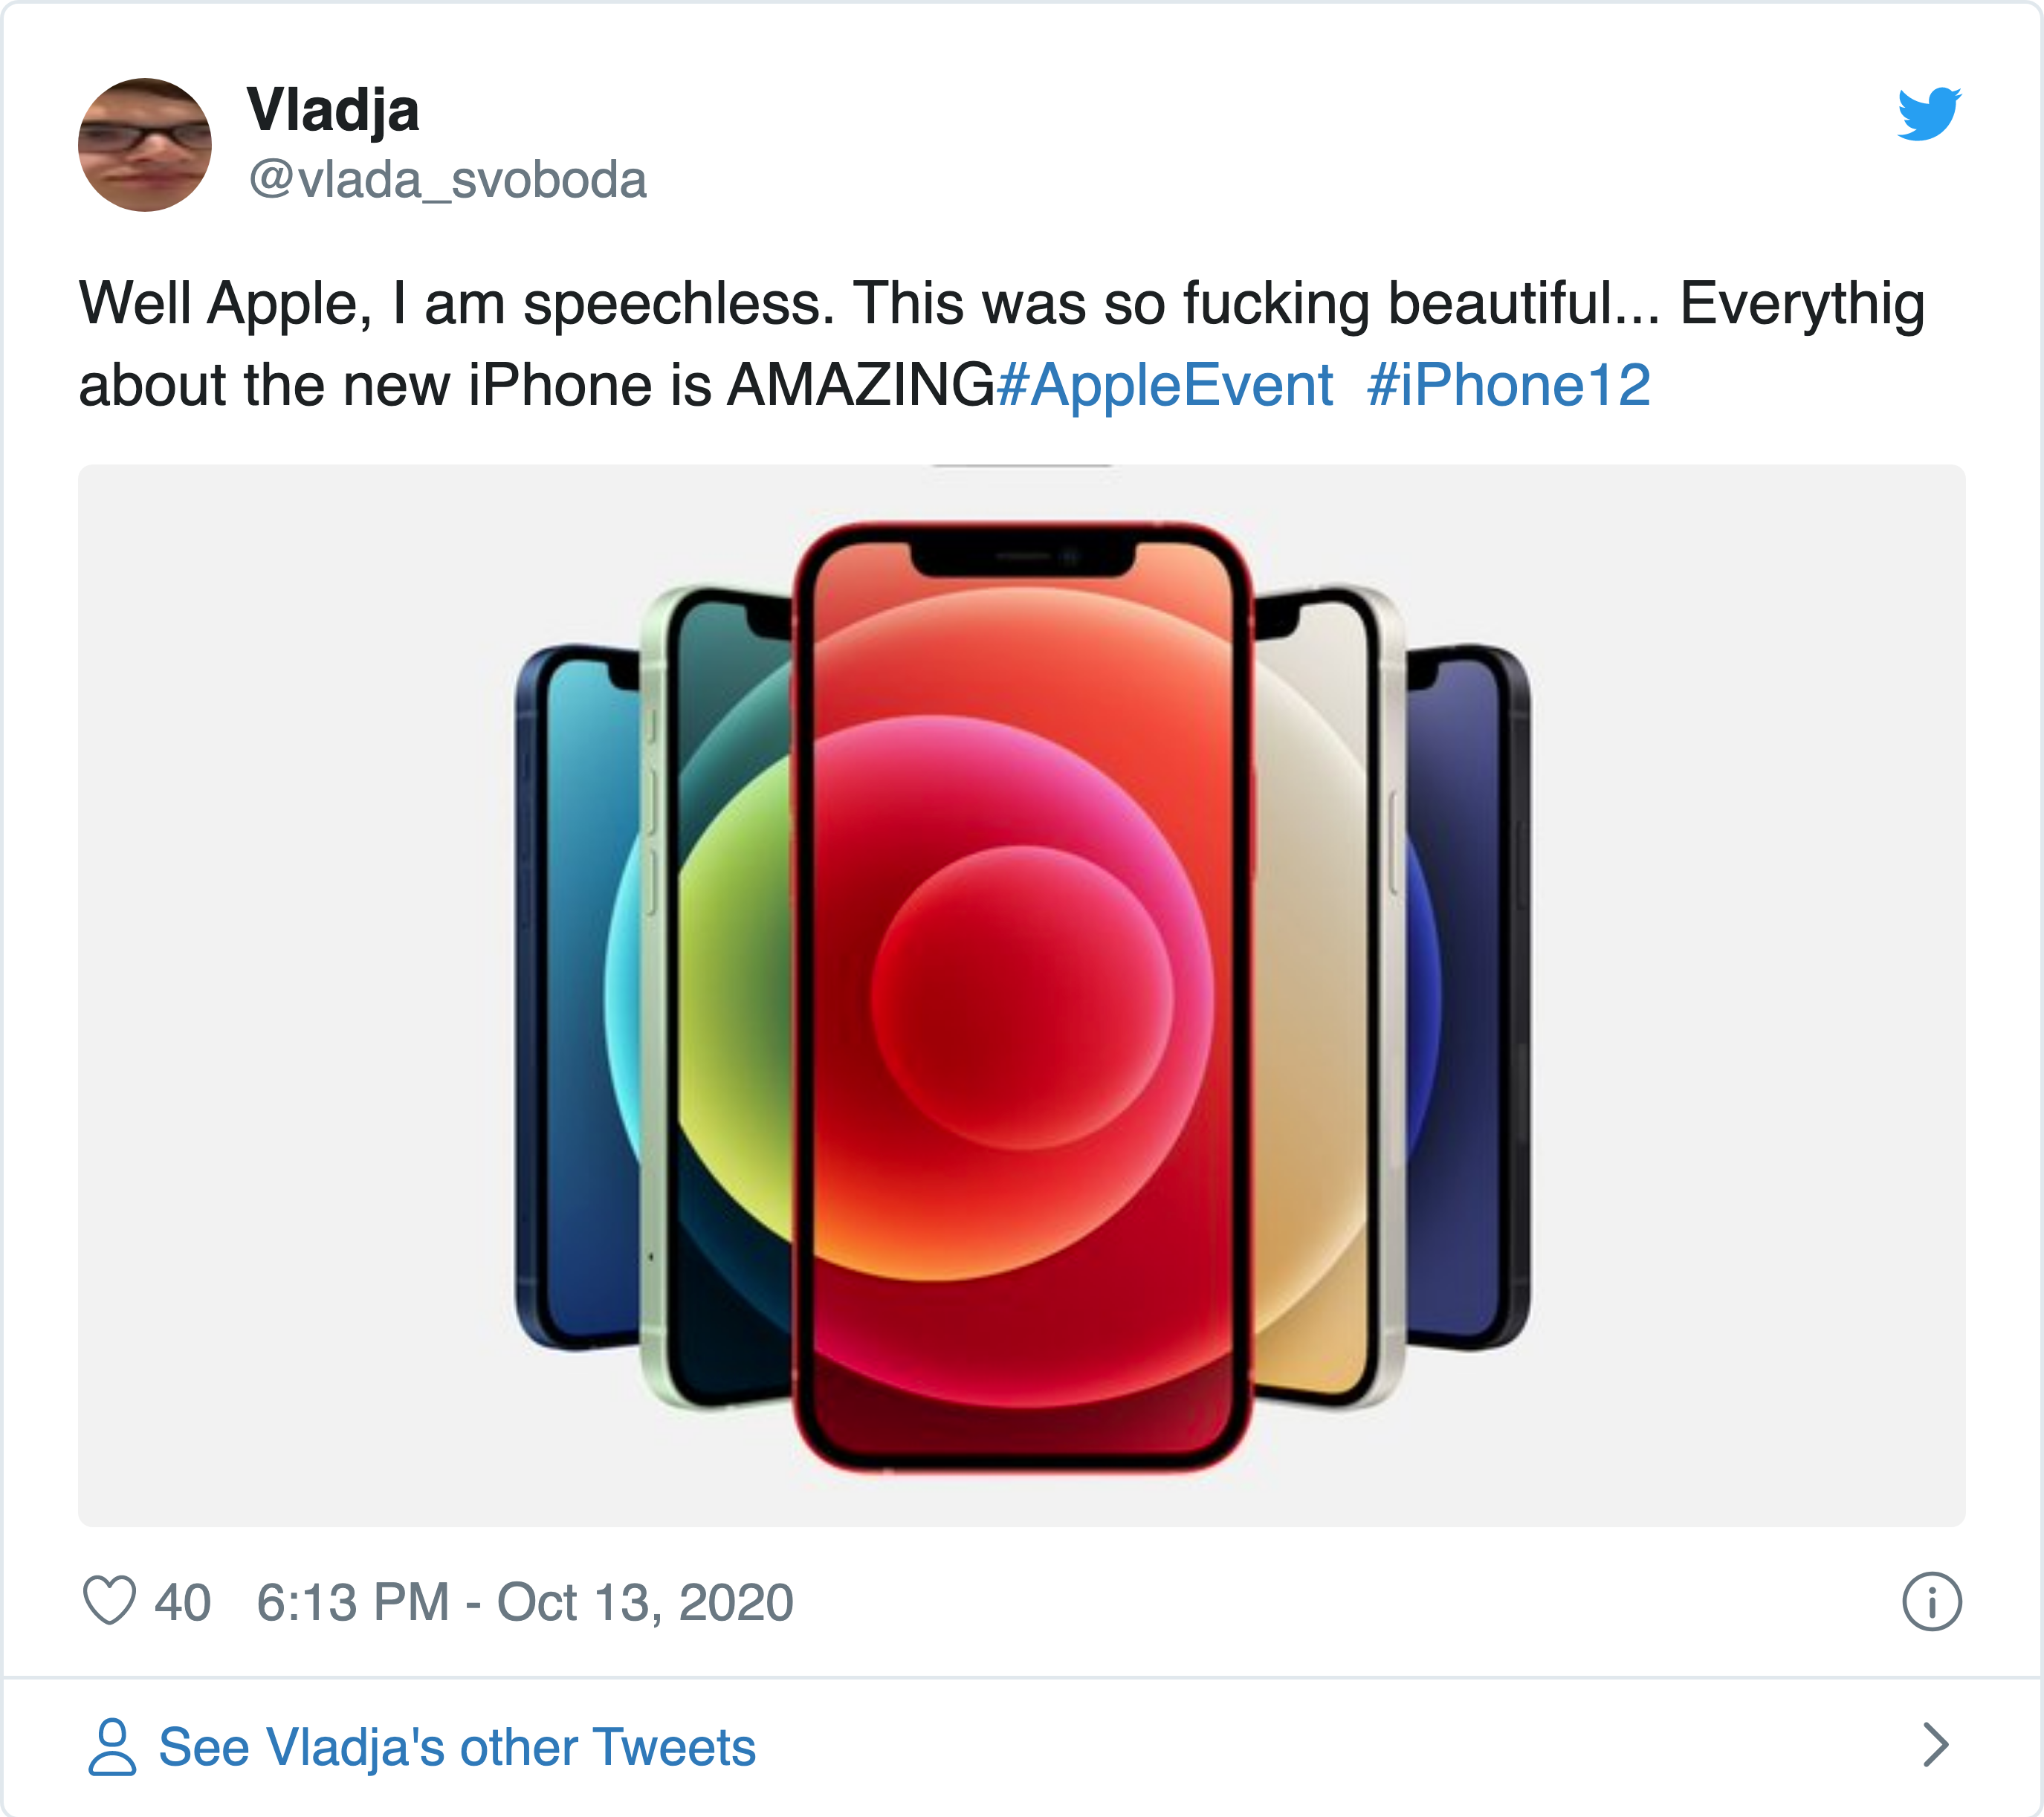 Vladja
@vlada_svoboda
Well Apple, I am speechless. This was so fucking beautiful... Everythig
about the new iPhone is AMAZING#AppleEvent #iPhone12
40 6:13 PM - Oct 13, 2020
See Vladja's other Tweets